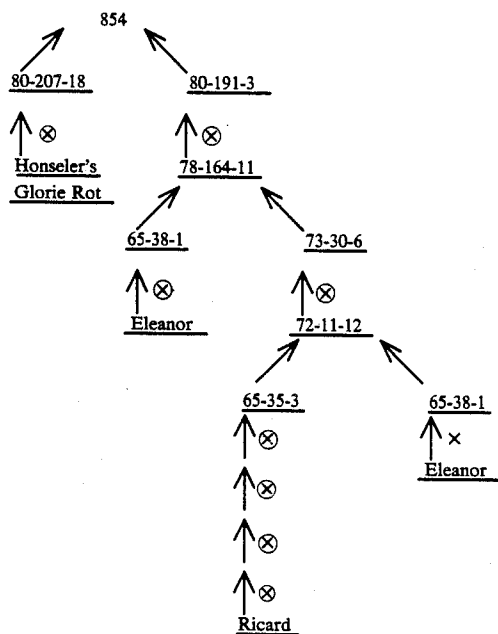 854
80-207-18 80-191-3
⊗ ⊗
Honseler's 78-164-11
Glorie Rot
65-38-1 73-30-6
⊗ ⊗
Eleanor 72-11-12
65-35-3 65-38-1
⊗ ×
Eleanor
⊗
⊗
⊗
Ricard